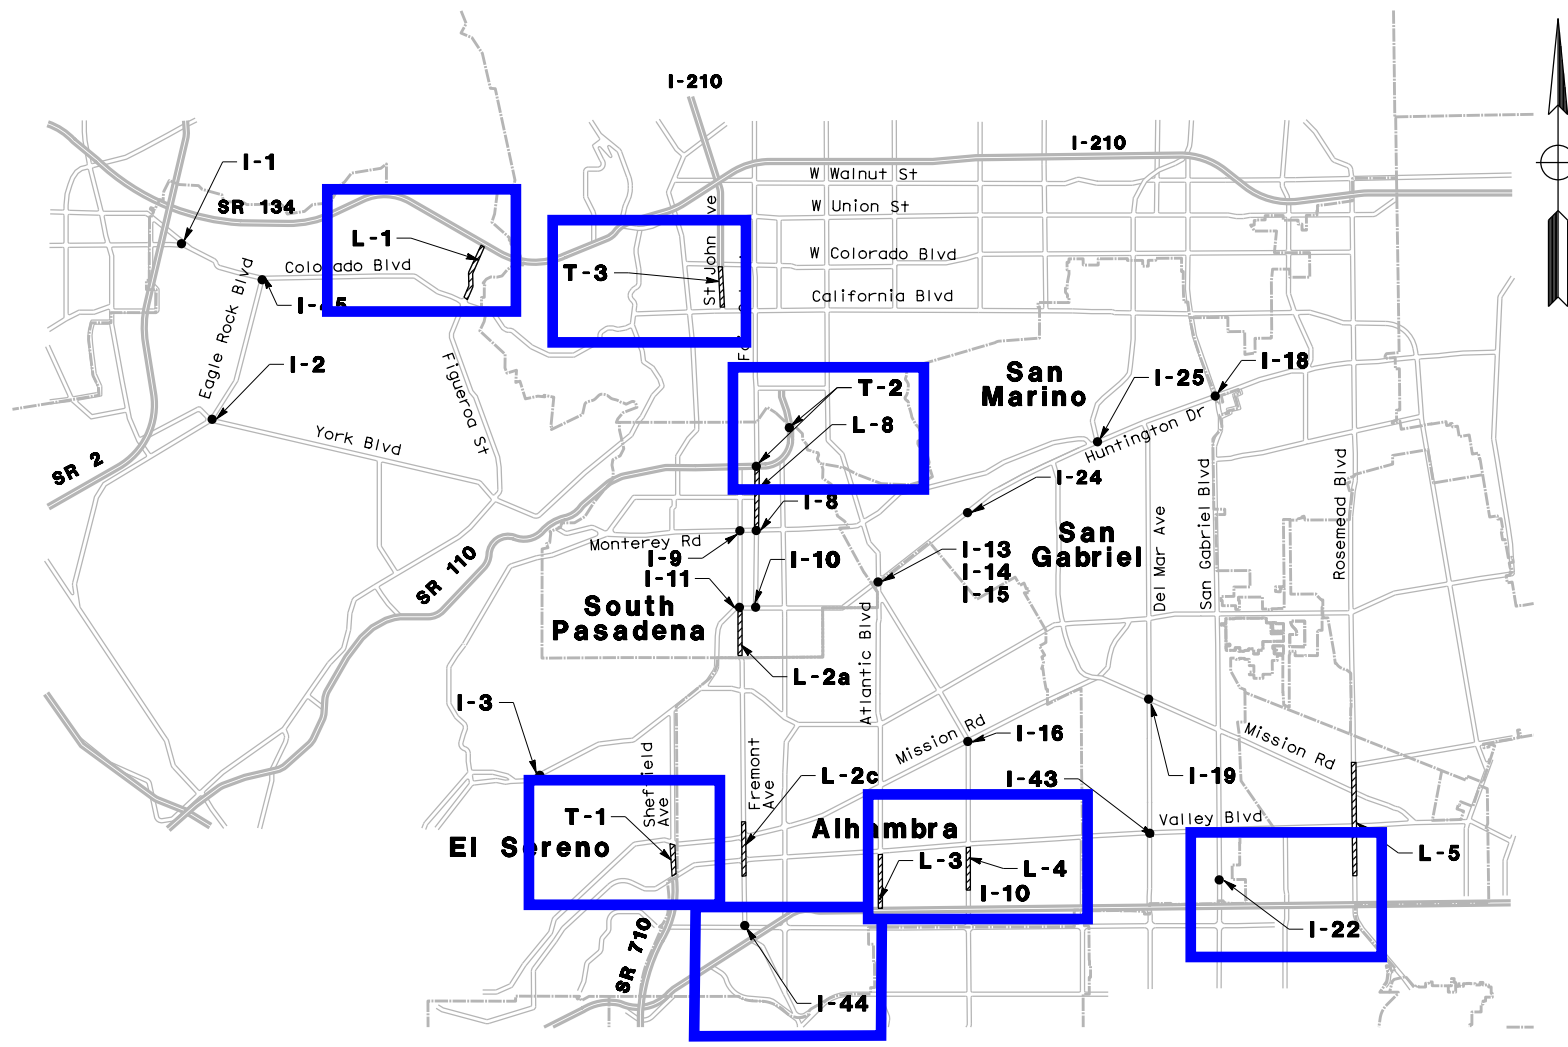 I-210
I-210
I-1
SR 134
W Walnut St
W Union St
St John Ave
L-1
Colorado Blvd
T-3
W Colorado Blvd
California Blvd
Eagle Rock Blvd
I-2
Figueroa St
San
Marino
I-25
I-18
T-2
L-8
Huntington Dr
York Blvd
SR 2
I-24
I-8
Monterey Rd
I-9
I-10
I-11
SR 110
San
Gabriel
I-13
I-14
I-15
Del Mar Ave
San Gabriel Blvd
Rosemead Blvd
South
Pasadena
L-2a
Atlantic Blvd
I-3
Mission Rd
I-16
Mission Rd
Sheffield
Ave
Fremont
Ave
L-2c
I-43
I-19
T-1
El Sereno
Alhambra
Valley Blvd
L-3
L-4
I-10
L-5
I-22
SR 710
I-44